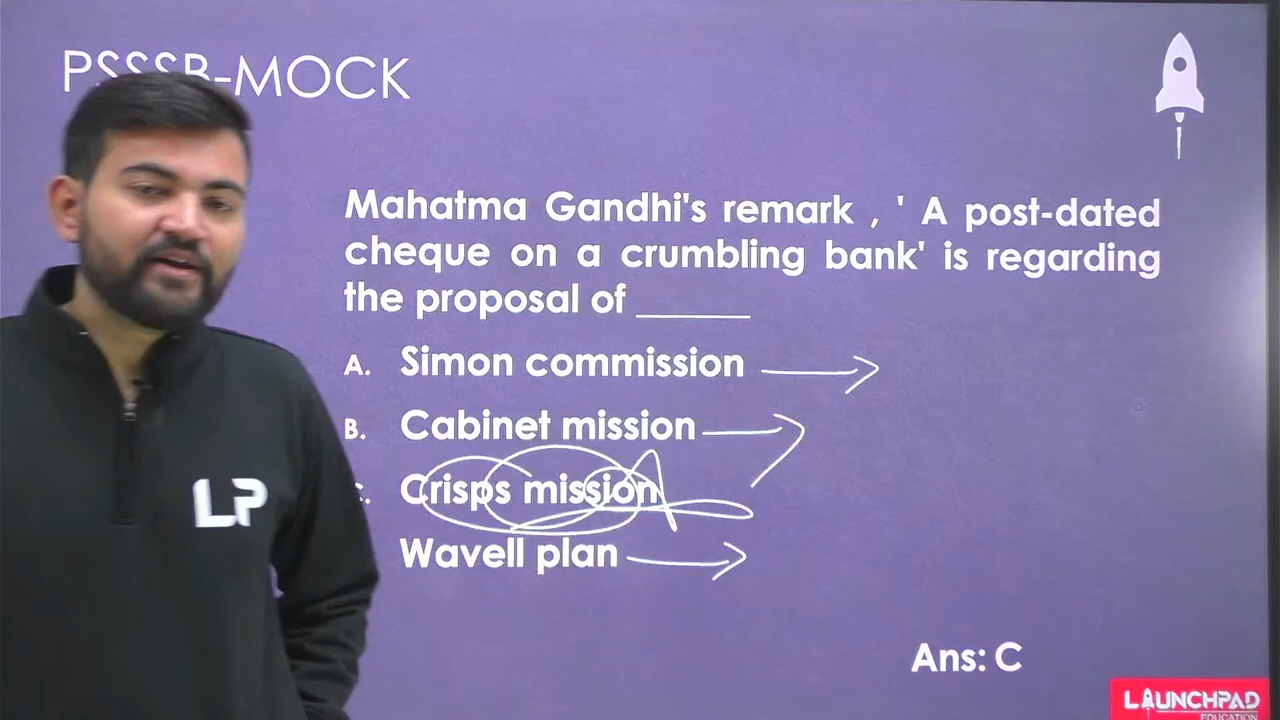 PSSSB-MOCK
Mahatma Gandhi's remark , ' A post-dated
cheque on a crumbling bank' is regarding
the proposal of ________
A. Simon commission
B. Cabinet mission
C. Crisps mission
Wavell plan
Ans: C
LP
LAUNCHPAD
EDUCATION